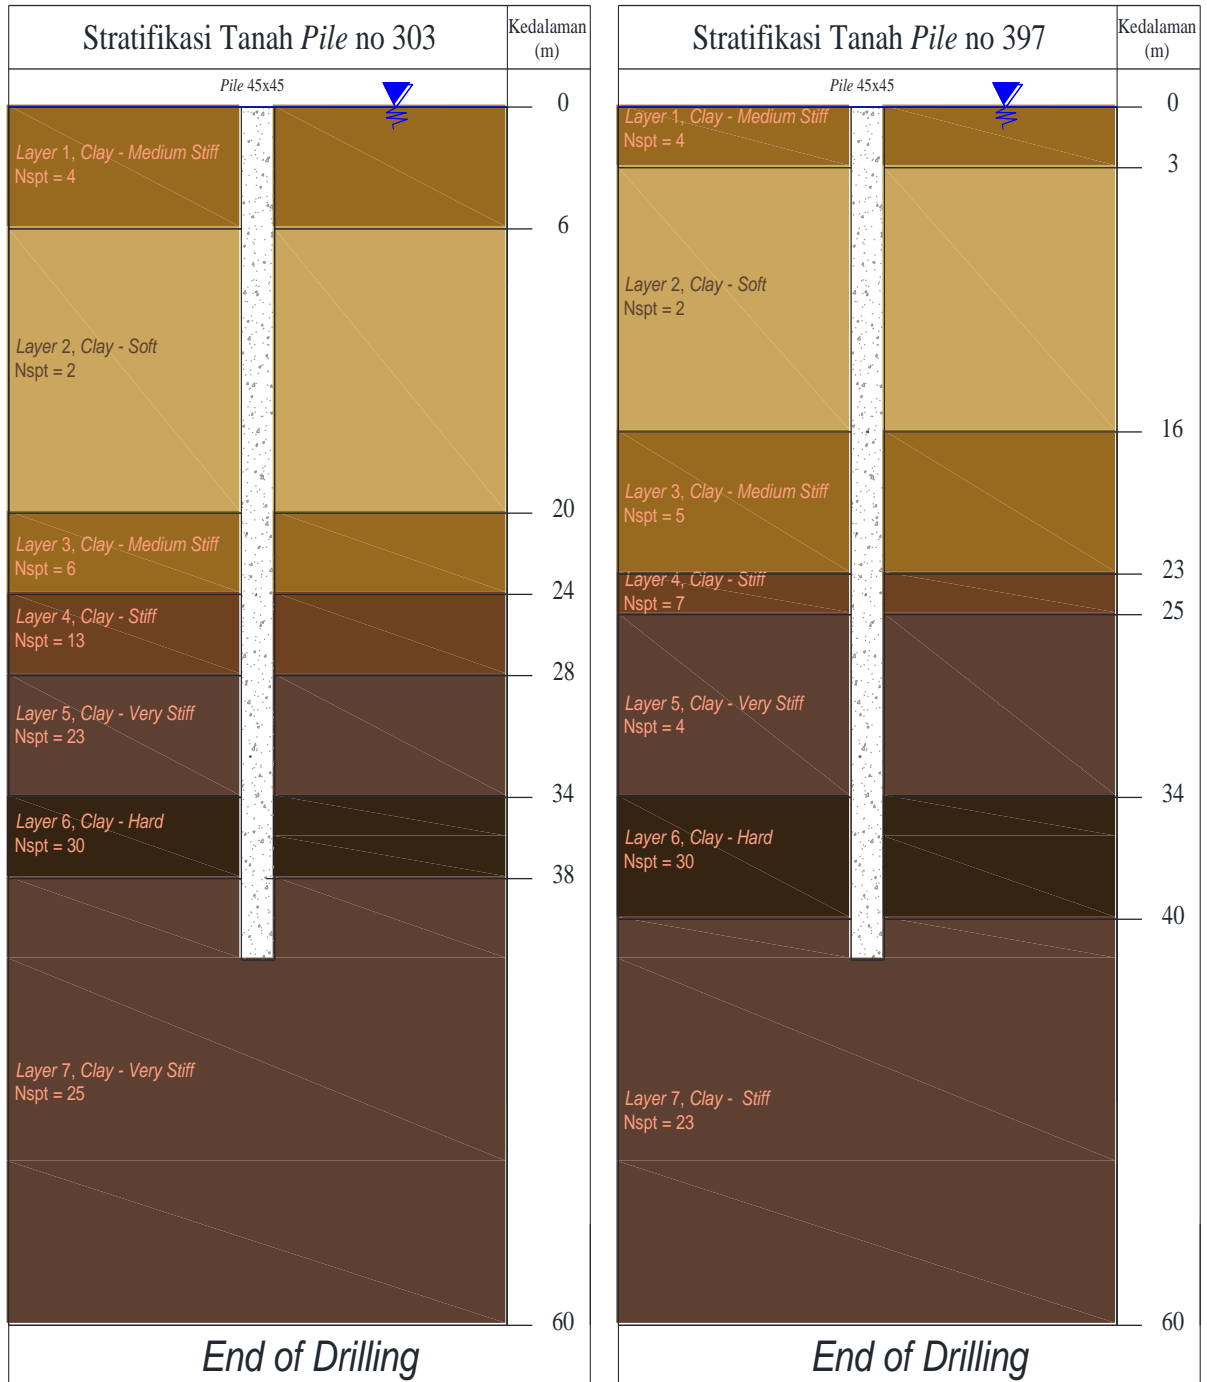 Stratifikasi Tanah Pile no 303
Kedalaman
(m)
Pile 45x45
0
Layer 1, Clay - Medium Stiff
Nspt = 4
6
Layer 2, Clay - Soft
Nspt = 2
20
Layer 3, Clay - Medium Stiff
Nspt = 6
24
Layer 4, Clay - Stiff
Nspt = 13
28
Layer 5, Clay - Very Stiff
Nspt = 23
34
Layer 6, Clay - Hard
Nspt = 30
38
Layer 7, Clay - Very Stiff
Nspt = 25
60
End of Drilling
Stratifikasi Tanah Pile no 397
Kedalaman
(m)
Pile 45x45
0
Layer 1, Clay - Medium Stiff
Nspt = 4
3
Layer 2, Clay - Soft
Nspt = 2
16
Layer 3, Clay - Medium Stiff
Nspt = 5
23
Layer 4, Clay - Stiff
Nspt = 7
25
Layer 5, Clay - Very Stiff
Nspt = 4
34
Layer 6, Clay - Hard
Nspt = 30
40
Layer 7, Clay - Stiff
Nspt = 23
60
End of Drilling